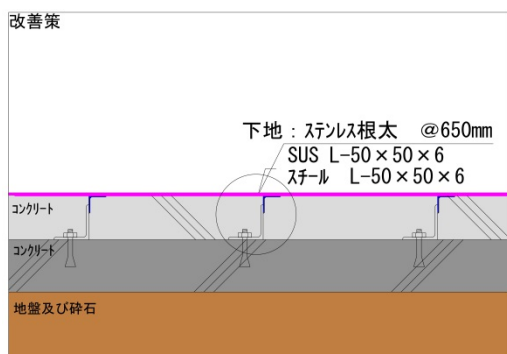 改善策
下地：ステンレス根太　＠650mm
SUS L-50×50×6
スチール　L-50×50×6
コンクリート
コンクリート
地盤及び砕石